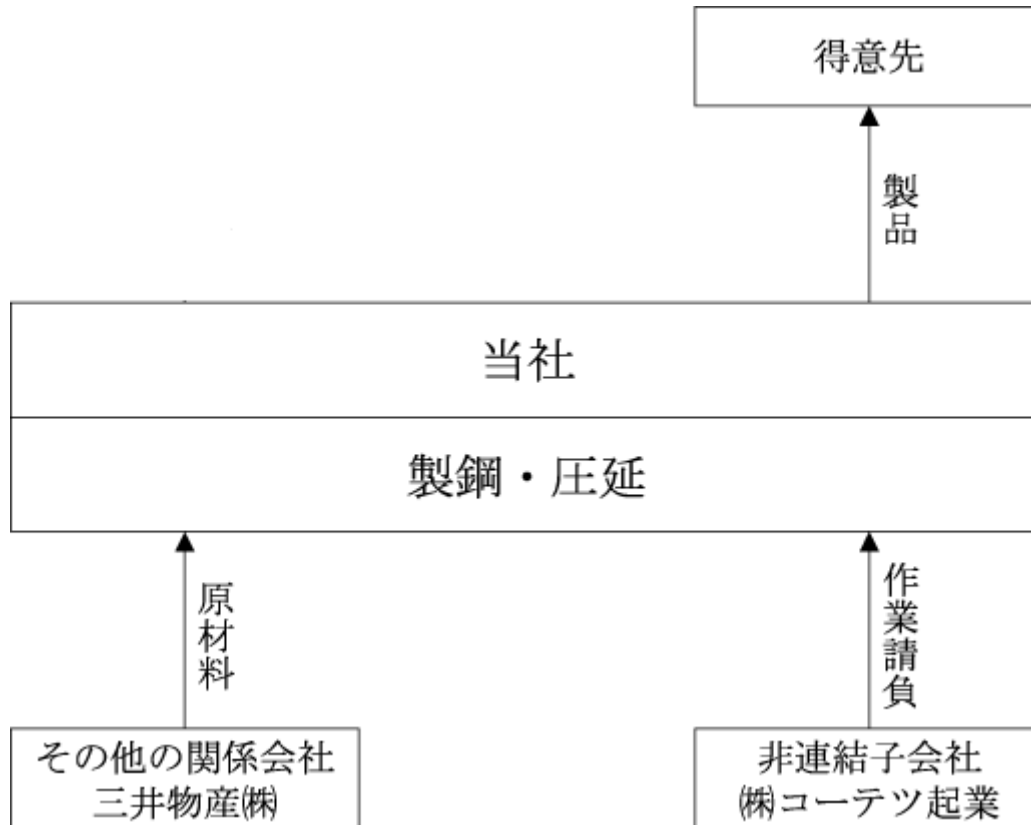 得意先
製品
当社
製鋼・圧延
原材料
作業請負
その他の関係会社
三井物産㈱
非連結子会社
㈱コーテツ起業